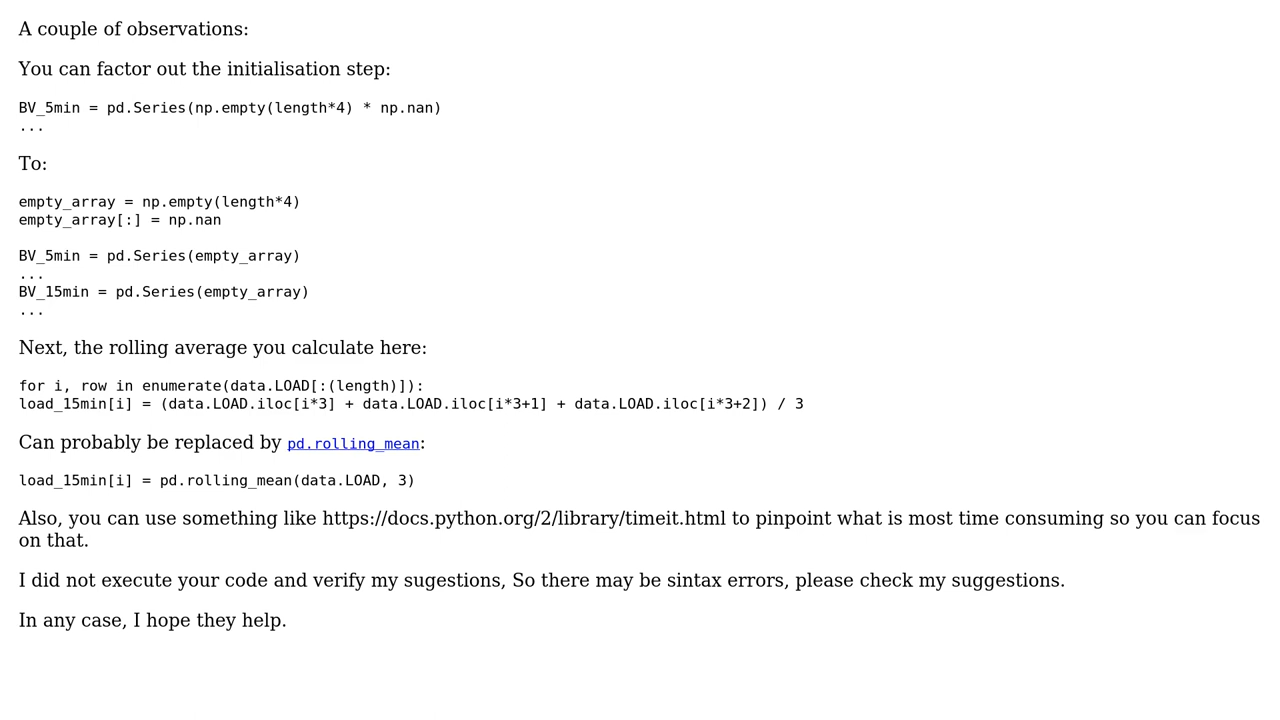 A couple of observations:
You can factor out the initialisation step:
BV_5min = pd.Series(np.empty(length*4) * np.nan)
...
To:
empty_array = np.empty(length*4)
empty_array[:] = np.nan
BV_5min = pd.Series(empty_array)
...
BV_15min = pd.Series(empty_array)
...
Next, the rolling average you calculate here:
for i, row in enumerate(data.LOAD[:(length)]):
load_15min[i] = (data.LOAD.iloc[i*3] + data.LOAD.iloc[i*3+1] + data.LOAD.iloc[i*3+2]) / 3
Can probably be replaced by pd.rolling_mean:
load_15min[i] = pd.rolling_mean(data.LOAD, 3)
Also, you can use something like https://docs.python.org/2/library/timeit.html to pinpoint what is most time consuming so you can focus
on that.
I did not execute your code and verify my sugestions, So there may be sintax errors, please check my suggestions.
In any case, I hope they help.